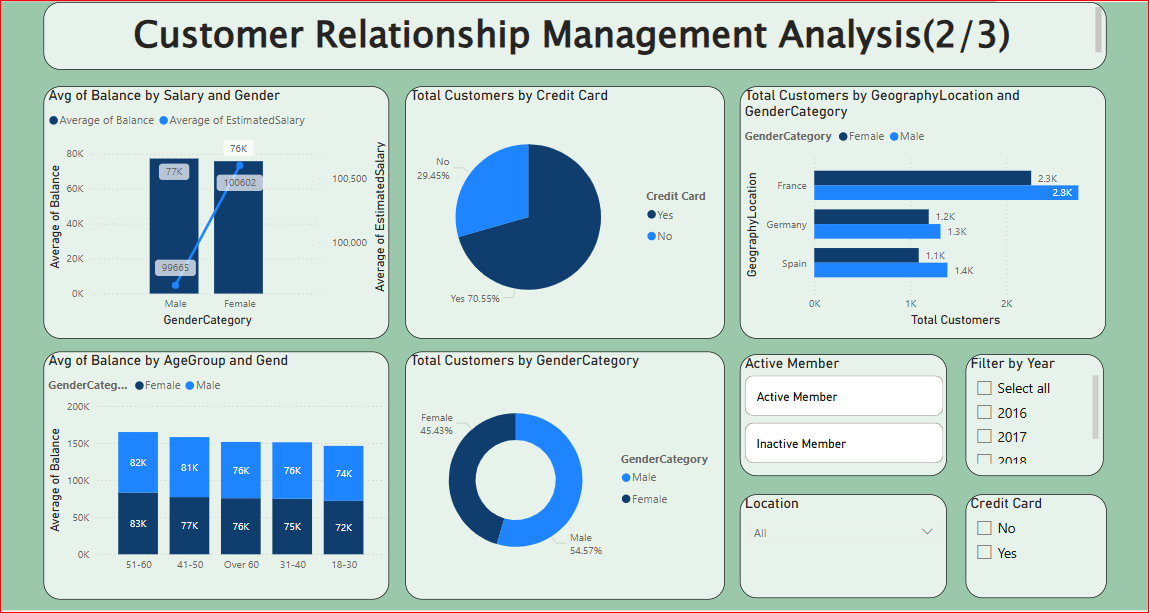 Customer Relationship Management Analysis(2/3)
Avg of Balance by Salary and Gender
Average of Balance Average of EstimatedSalary
Average of Balance
80K
60K
40K
20K
0K
77K
76K
99665
100602
100,500
100,000
Average of EstimatedSalary
Male Female
GenderCategory
Total Customers by Credit Card
No
29.45%
Yes 70.55%
Credit Card
Yes
No
Total Customers by GeographyLocation and
GenderCategory
GenderCategory Female Male
GeographyLocation
France
2.3K
2.8K
Germany
1.2K
1.3K
Spain
1.1K
1.4K
0K 1K 2K
Total Customers
Avg of Balance by AgeGroup and Gend
GenderCateg... Female Male
Average of Balance
200K
150K
100K
50K
0K
82K 81K 76K 76K 74K
83K 77K 76K 75K 72K
51-60 41-50 Over 60 31-40 18-30
Total Customers by GenderCategory
Female
45.43%
Male
54.57%
GenderCategory
Male
Female
Active Member
Active Member
Inactive Member
Filter by Year
Select all
2016
2017
2018
Location
All
Credit Card
No
Yes